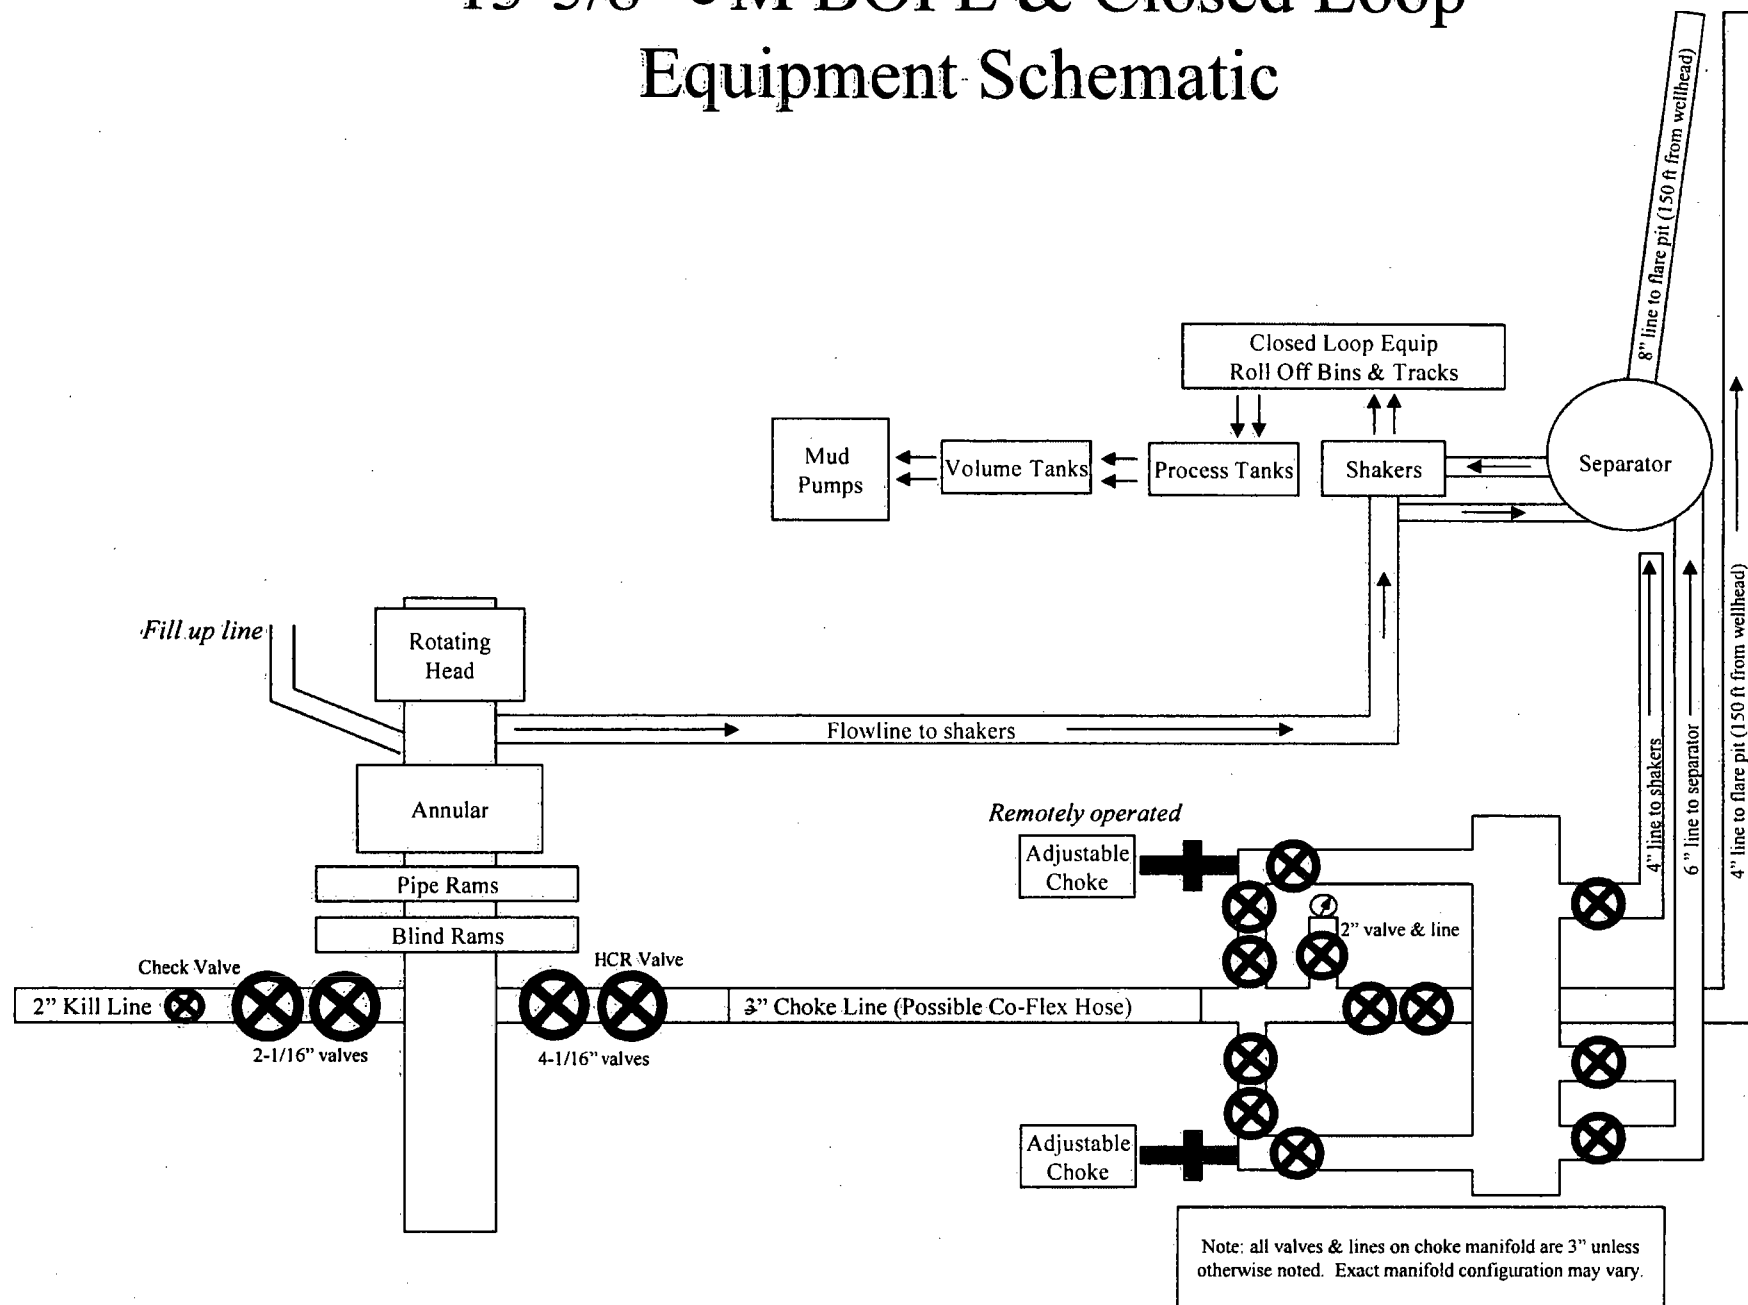 M BOPE & Closed Loop
Equipment Schematic
8" line to flare pit (150 ft from wellhead)
Closed Loop Equip
Roll Off Bins & Tracks
Mud
Pumps
Volume Tanks
Process Tanks
Shakers
Separator
Fill up line
Rotating
Head
Flowline to shakers
Annular
Pipe Rams
Blind Rams
Remotely operated
Adjustable
Choke
2" valve & line
4" line to shakers
6" line to separator
4" line to flare pit (150 ft from wellhead)
Check Valve
HCR Valve
2" Kill Line
3" Choke Line (Possible Co-Flex Hose)
2-1/16" valves
4-1/16" valves
Adjustable
Choke
Note: all valves & lines on choke manifold are 3" unless
otherwise noted. Exact manifold configuration may vary.